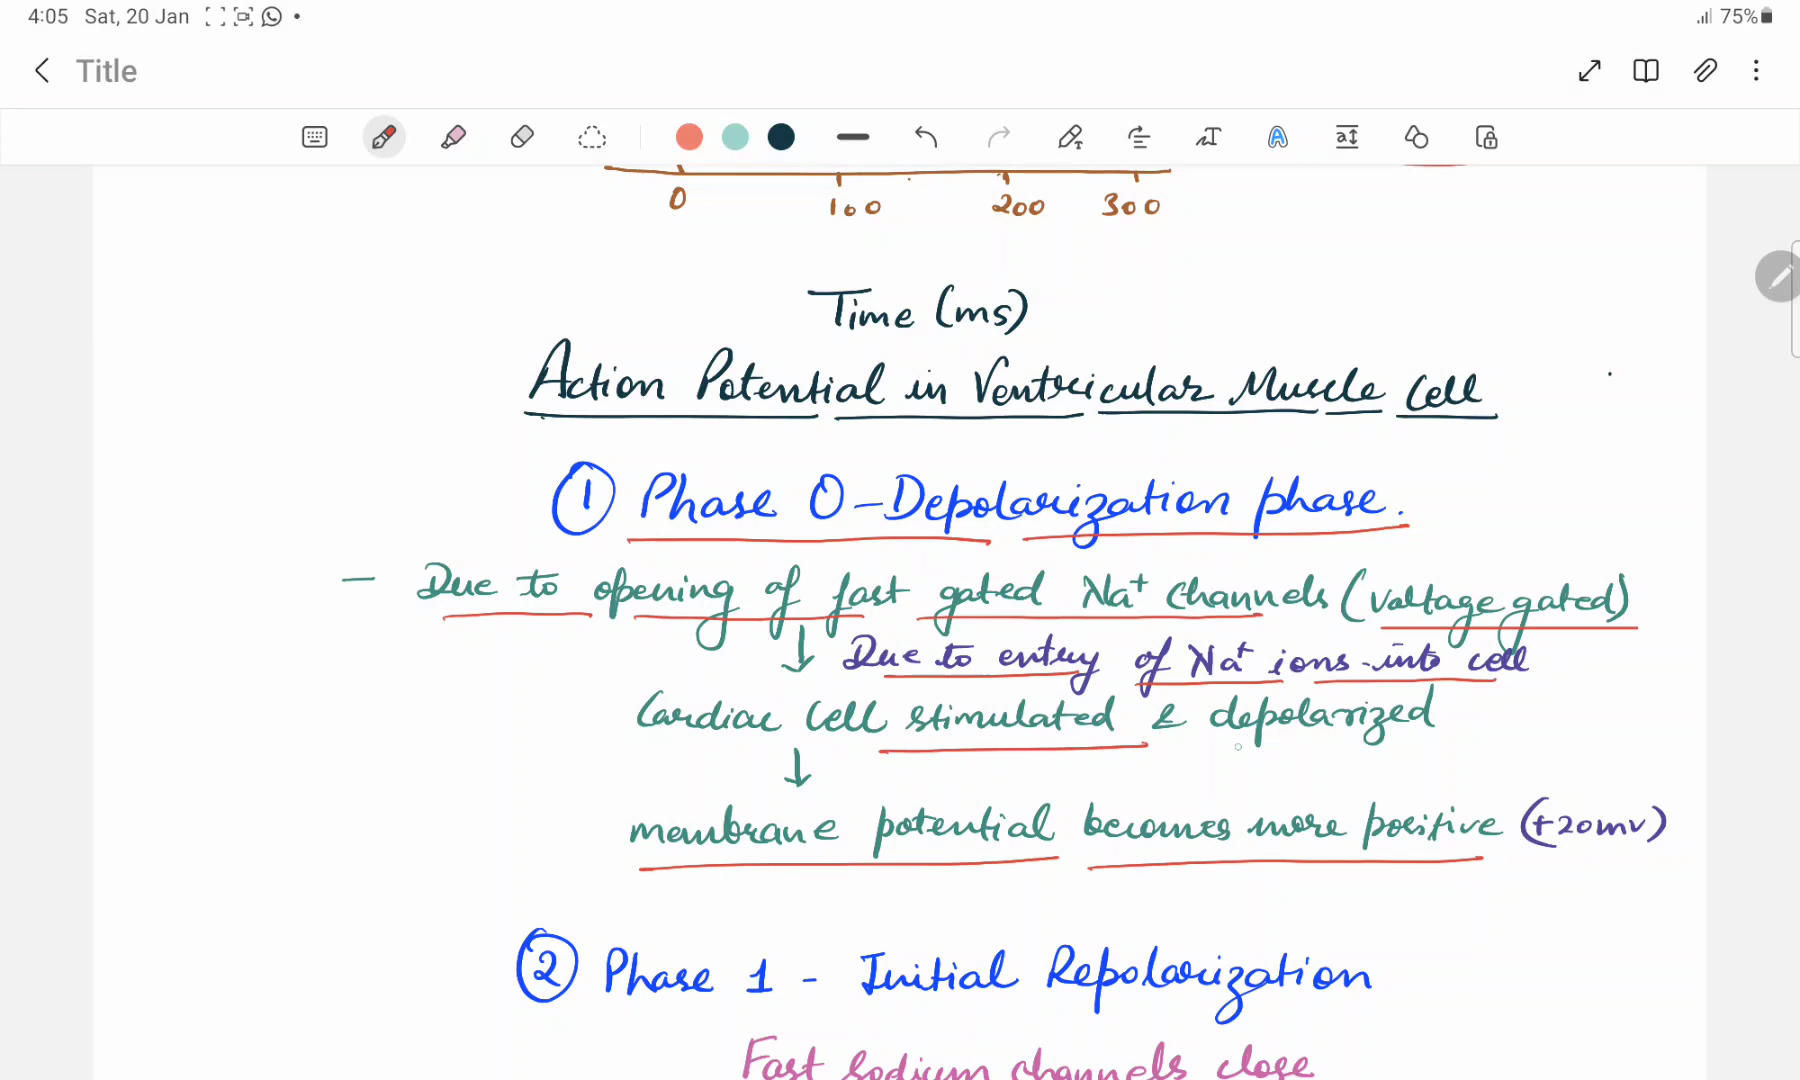 4:05 Sat, 20 Jan 75%
Title
0 100 200 300
Time (ms)
Action Potential in Ventricular Muscle Cell
① Phase 0 - Depolarization phase.
- Due to opening of fast gated Na+ channels (voltage gated)
↓ Due to entry of Na+ ions into cell
Cardiac cell stimulated & depolarized
↓
membrane potential becomes more positive (+20mv)
② Phase 1 - Initial Repolarization
Fast sodium channels close